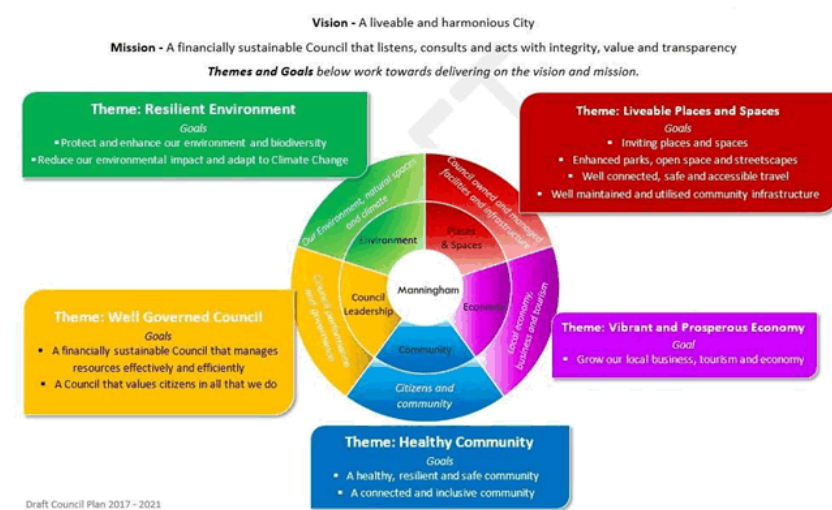 Vision - A liveable and harmonious City
Mission - A financially sustainable Council that listens, consults and acts with integrity, value and transparency
Themes and Goals below work towards delivering on the vision and mission.
Theme: Resilient Environment
Goals
▪Protect and enhance our environment and biodiversity
▪Reduce our environmental impact and adapt to Climate Change
Theme: Liveable Places and Spaces
Goals
▪ Inviting places and spaces
▪ Enhanced parks, open space and streetscapes
▪ Well connected, safe and accessible travel
▪ Well maintained and utilised community infrastructure
Our Environment, natural spaces
and climate
Council owned and managed
facilities and infrastructure
Environment
Places
& Spaces
Manningham
Council
Leadership
Council performance
and governance
Economy
Local economy,
business and tourism
Community
Citizens and
community
Theme: Well Governed Council
Goals
▪ A financially sustainable Council that manages
resources effectively and efficiently
▪ A Council that values citizens in all that we do
Theme: Vibrant and Prosperous Economy
Goal
▪ Grow our local business, tourism and economy
Theme: Healthy Community
Goals
▪ A healthy, resilient and safe community
▪ A connected and inclusive community
Draft Council Plan 2017 - 2021